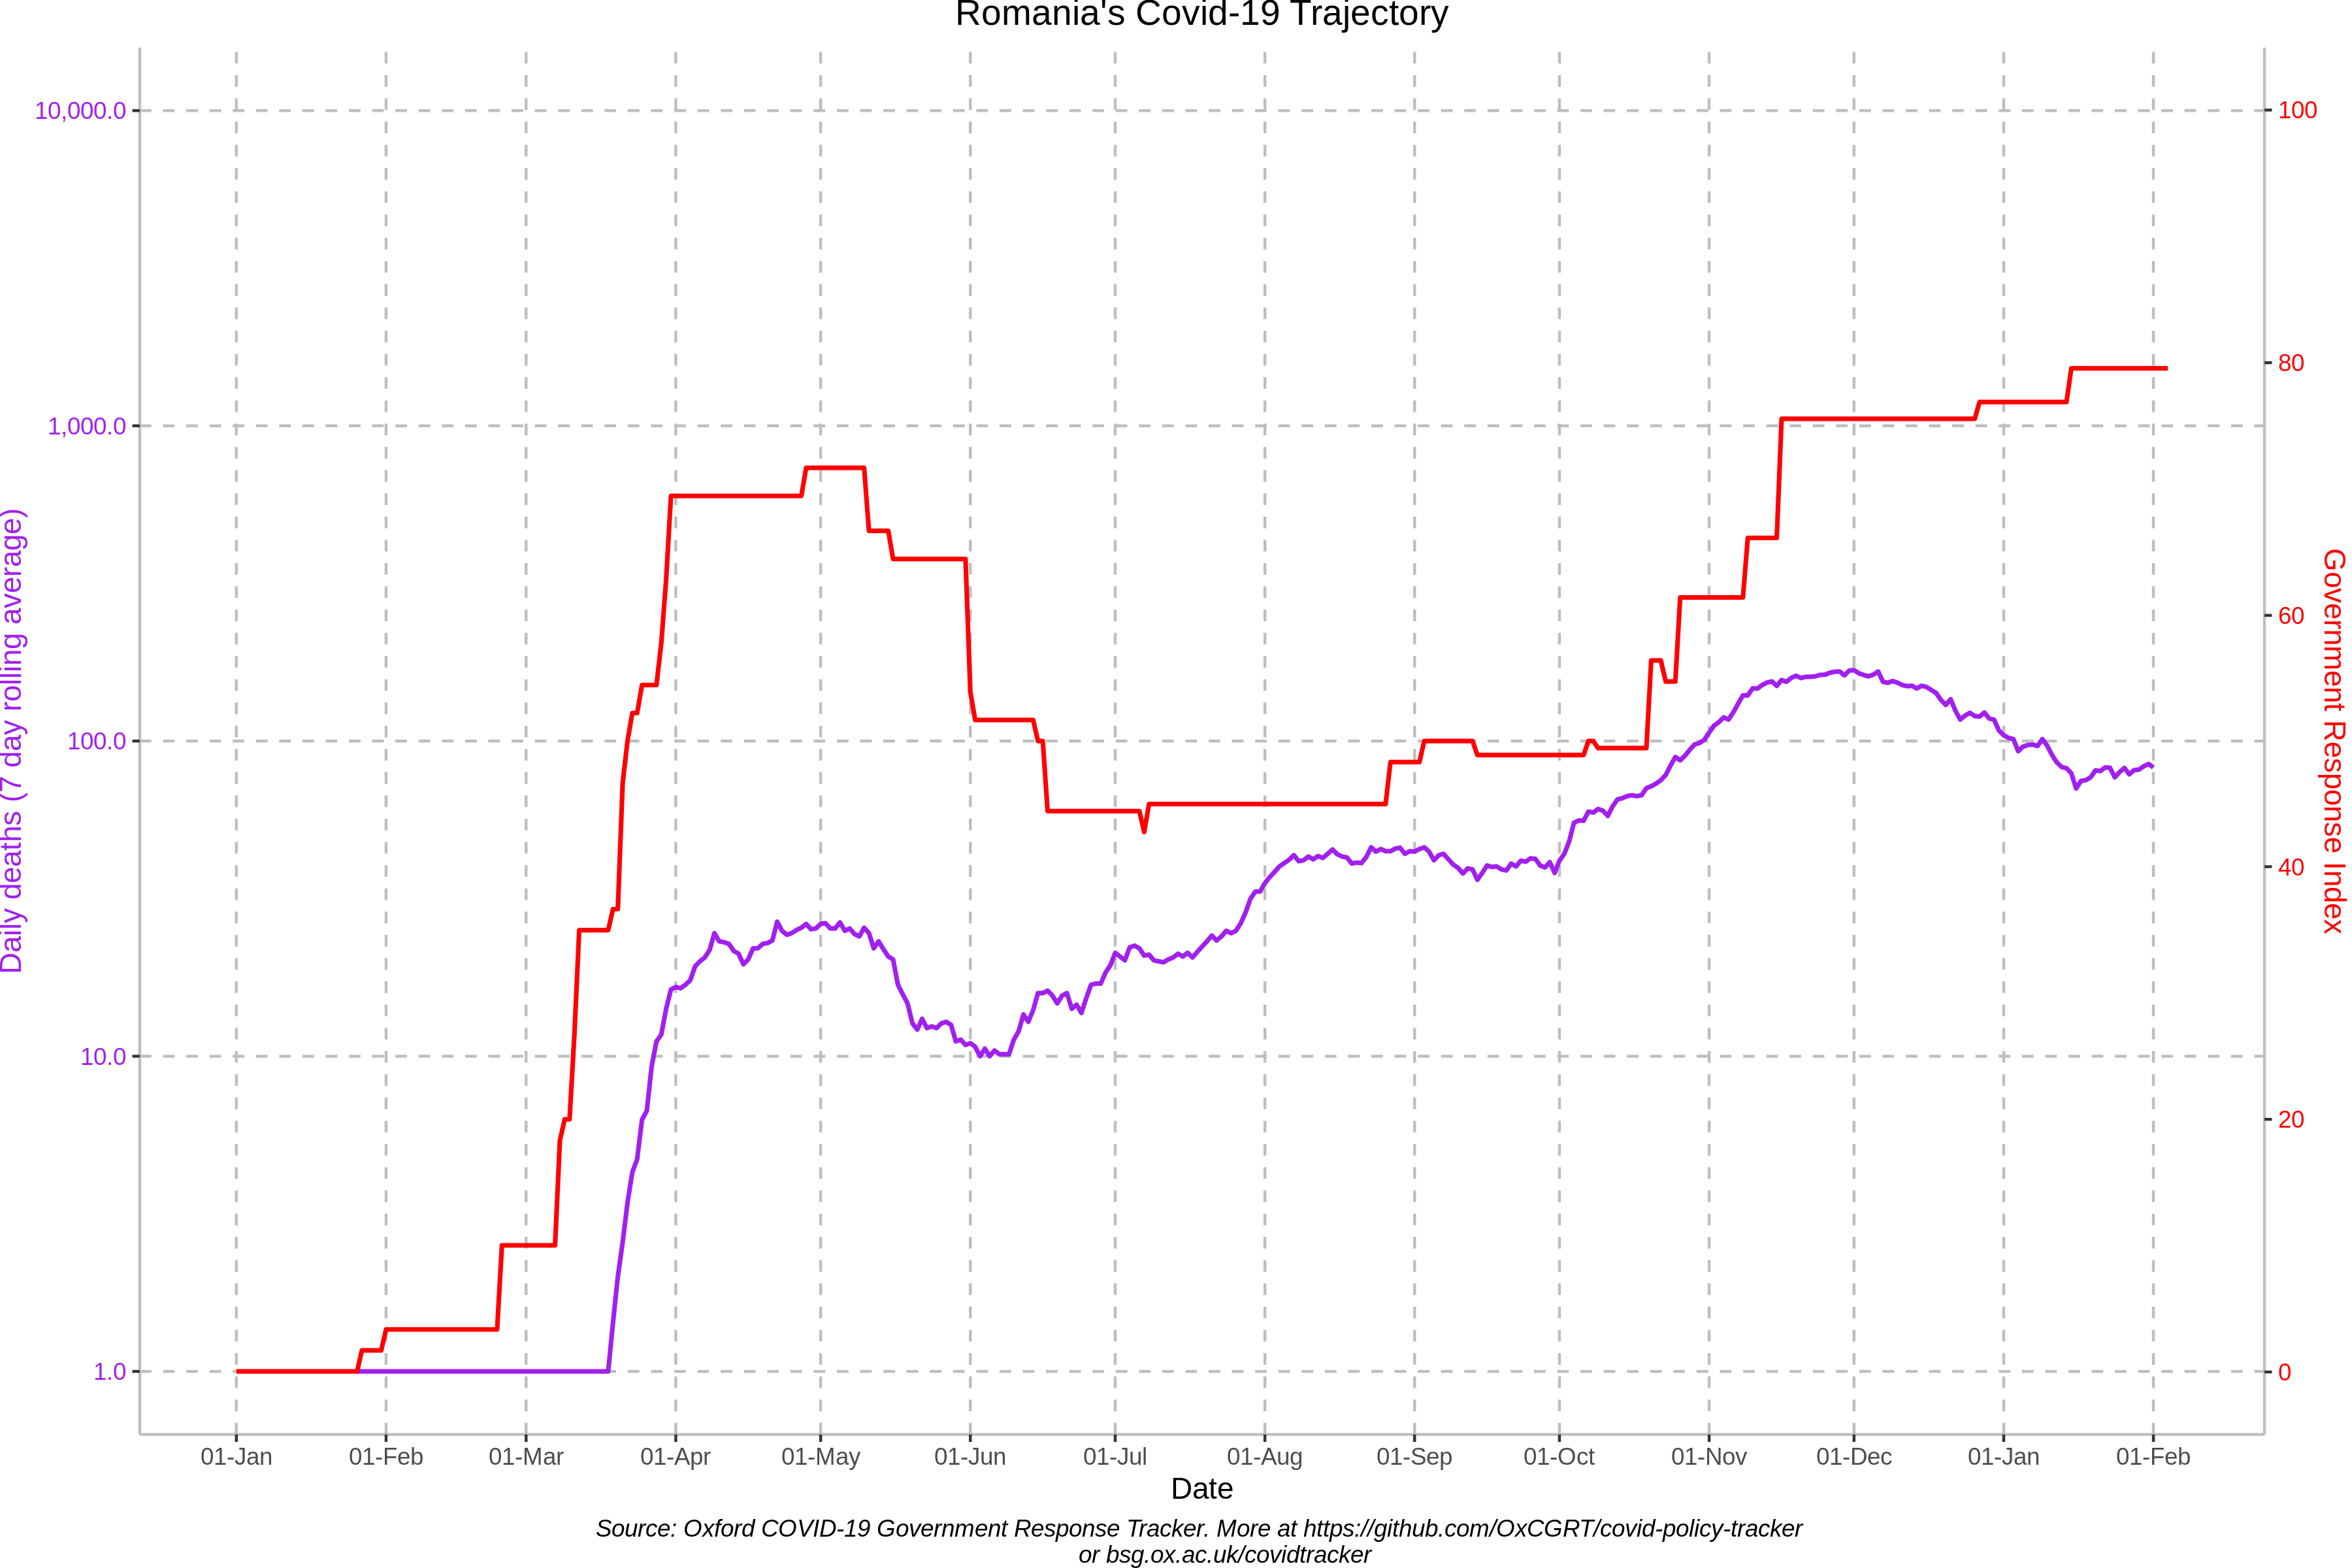 Romania's Covid-19 Trajectory
Daily deaths (7 day rolling average)
10,000.0
1,000.0
100.0
10.0
1.0
100
80
60
40
20
0
Government Response Index
01-Jan 01-Feb 01-Mar 01-Apr 01-May 01-Jun 01-Jul 01-Aug 01-Sep 01-Oct 01-Nov 01-Dec 01-Jan 01-Feb
Date
Source: Oxford COVID-19 Government Response Tracker. More at https://github.com/OxCGRT/covid-policy-tracker
or bsg.ox.ac.uk/covidtracker